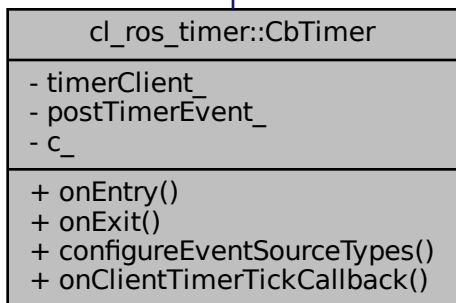 cl_ros_timer::CbTimer
- timerClient_
- postTimerEvent_
- c_
+ onEntry()
+ onExit()
+ configureEventSourceTypes()
+ onClientTimerTickCallback()